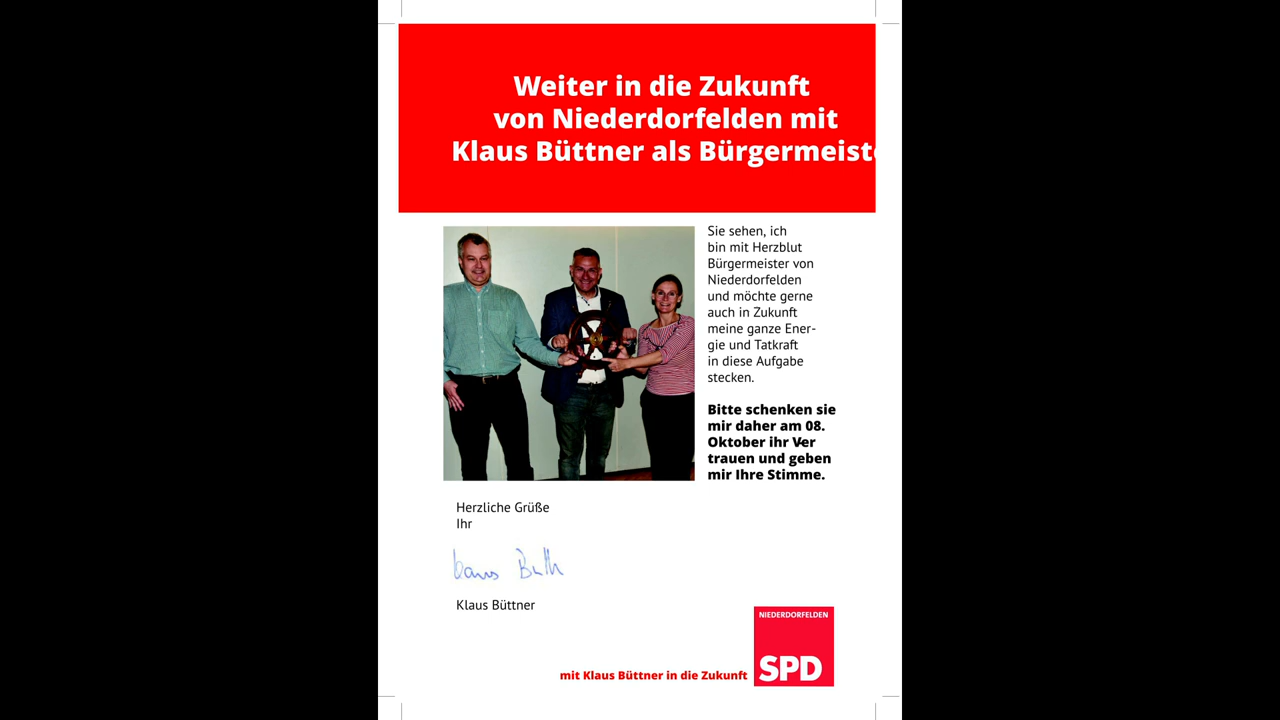 Weiter in die Zukunft
von Niederdorfelden mit
Klaus Büttner als Bürgermeiste
Sie sehen, ich
bin mit Herzblut
Bürgermeister von
Niederdorfelden
und möchte gerne
auch in Zukunft
meine ganze Ener-
gie und Tatkraft
in diese Aufgabe
stecken.
Bitte schenken sie
mir daher am 08.
Oktober ihr Ver-
trauen und geben
mir Ihre Stimme.
Herzliche Grüße
Ihr
Klaus Büttner
NIEDERDORFELDEN
SPD
mit Klaus Büttner in die Zukunft